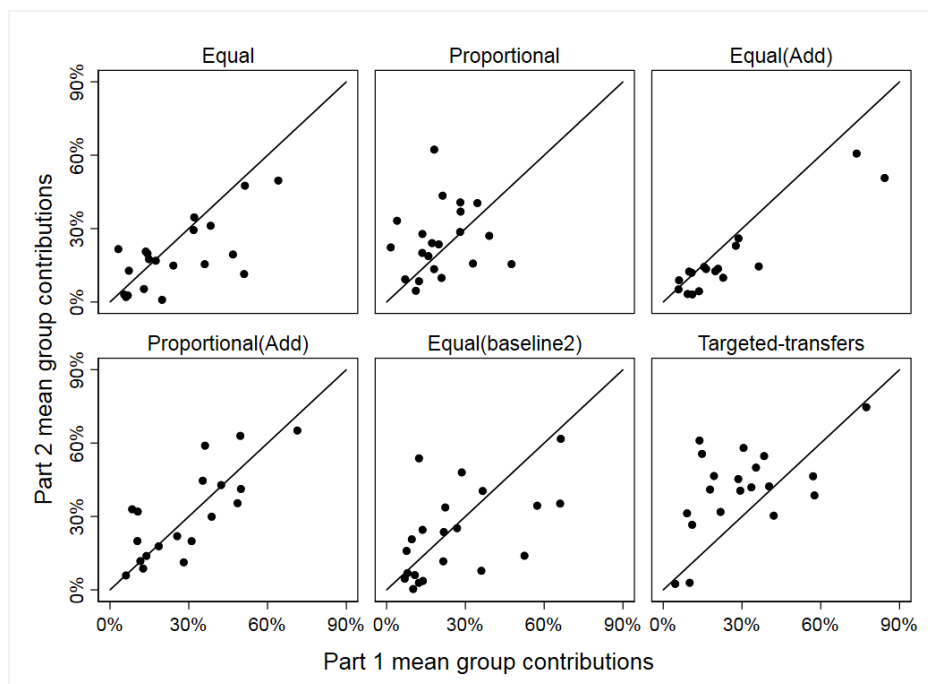 Equal
Proportional
Equal(Add)
90%
60%
30%
0%
Proportional(Add)
Equal(baseline2)
Targeted-transfers
90%
60%
30%
0%
0% 30% 60% 90%
0% 30% 60% 90%
0% 30% 60% 90%
Part 2 mean group contributions
Part 1 mean group contributions